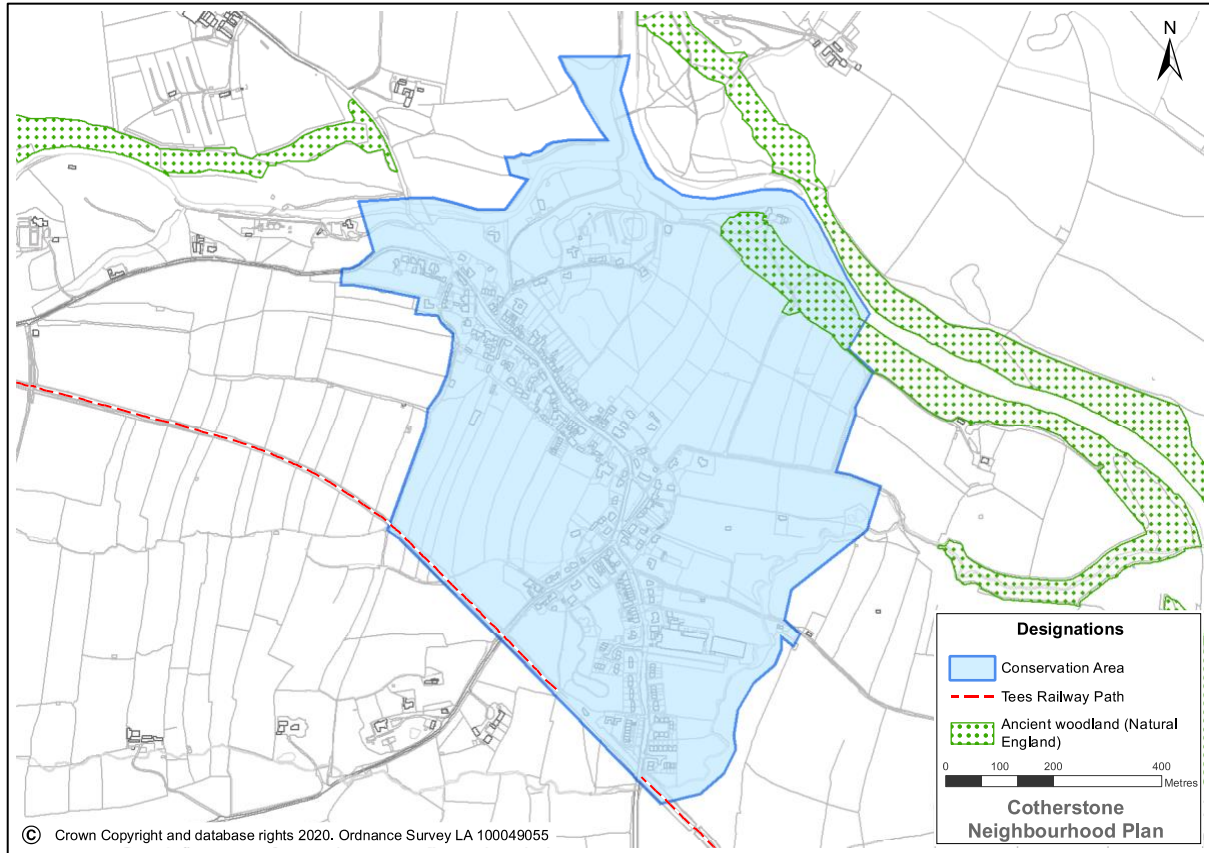 N
Designations
Conservation Area
Tees Railway Path
Ancient woodland (Natural
England)
0 200 400
Metres
Cotherstone
Neighbourhood Plan
© Crown Copyright and database rights 2020. Ordnance Survey LA 100049055